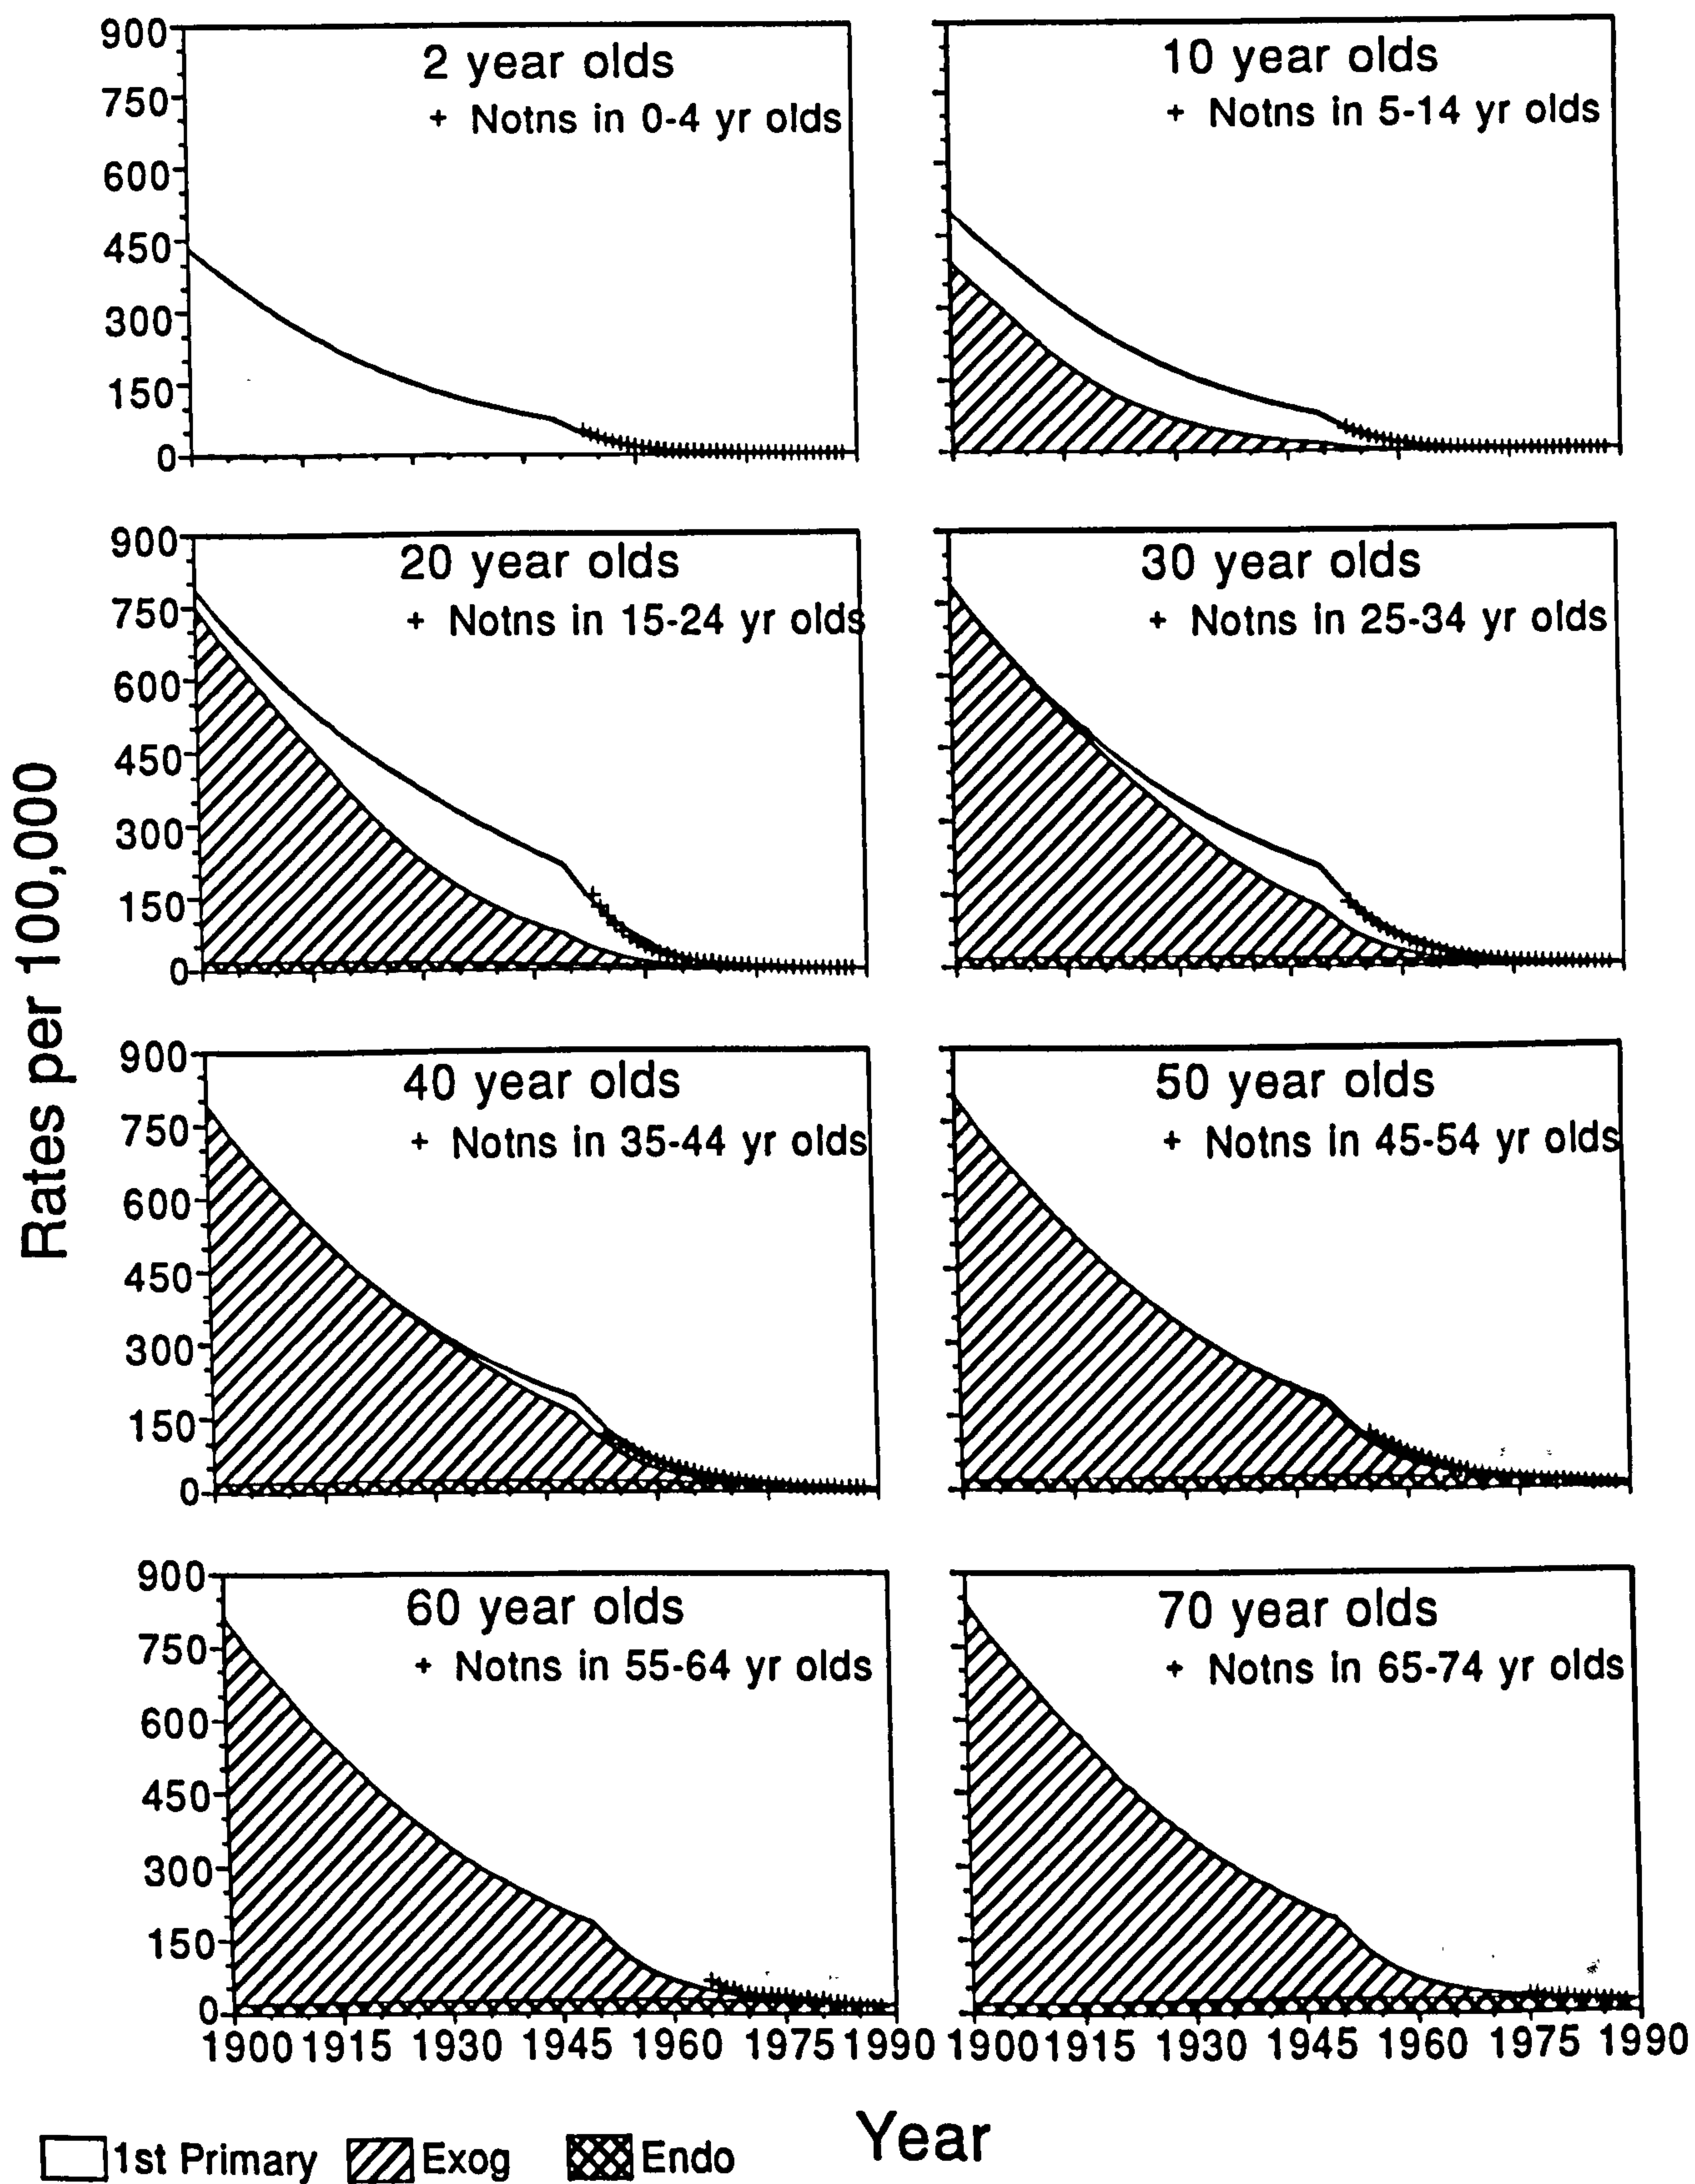 Rates per 100,000
2 year olds
+ Notns in 0-4 yr olds
900
750
600
450
300
150
0
10 year olds
+ Notns in 5-14 yr olds
20 year olds
+ Notns in 15-24 yr olds
900
750
600
450
300
150
0
30 year olds
+ Notns in 25-34 yr olds
40 year olds
+ Notns in 35-44 yr olds
900
750
600
450
300
150
0
50 year olds
+ Notns in 45-54 yr olds
60 year olds
+ Notns in 55-64 yr olds
900
750
600
450
300
150
0
1900 1915 1930 1945 1960 1975 1990
70 year olds
+ Notns in 65-74 yr olds
1900 1915 1930 1945 1960 1975 1990
Year
1st Primary Exog Endo